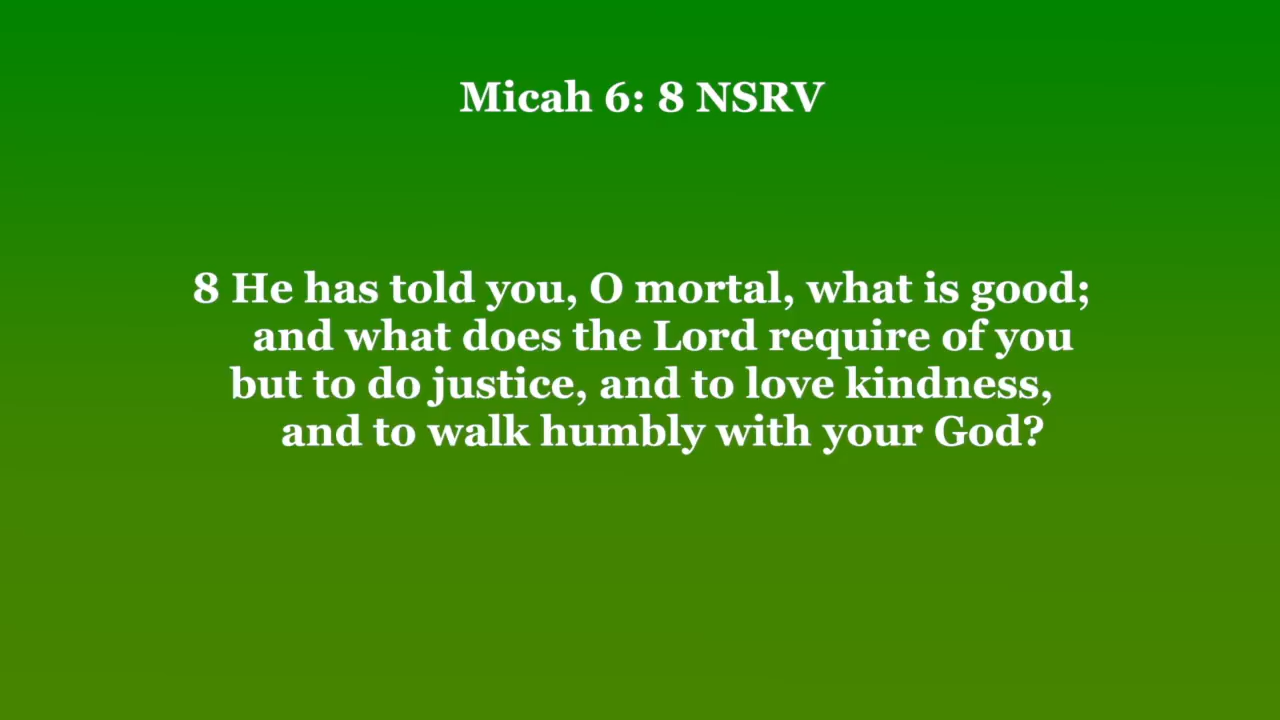 Micah 6: 8 NSRV
8 He has told you, O mortal, what is good;
and what does the Lord require of you
but to do justice, and to love kindness,
and to walk humbly with your God?